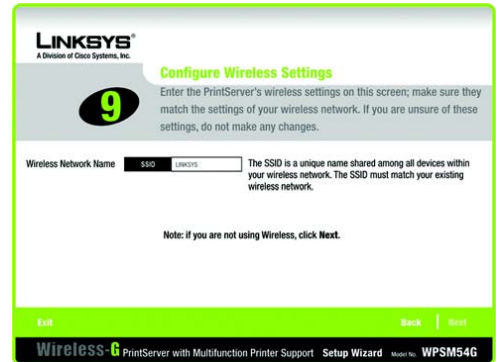 LINKSYS®
A Division of Cisco Systems, Inc.
Configure Wireless Settings
9
Enter the PrintServer's wireless settings on this screen; make sure they
match the settings of your wireless network. If you are unsure of these
settings, do not make any changes.
Wireless Network Name SSID LINKSYS
The SSID is a unique name shared among all devices within
your wireless network. The SSID must match your existing
wireless network.
Note: if you are not using Wireless, click Next.
Exit Back Next
Wireless-G PrintServer with Multifunction Printer Support Setup Wizard Model No. WPSM54G